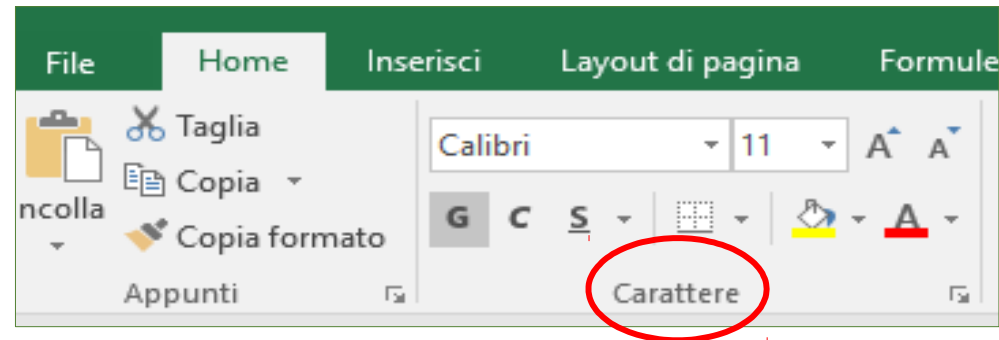 File Home Inserisci Layout di pagina Formule
Taglia
Calibri 11 A A
Copia
ncolla
G C S A
Copia formato
Appunti Carattere